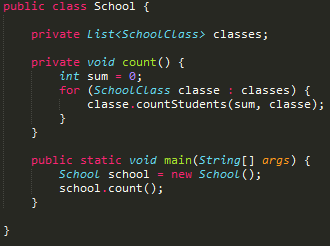 public class School {
private List<SchoolClass> classes;
private void count() {
int sum = 0;
for (SchoolClass classe : classes) {
classe.countStudents(sum, classe);
}
}
public static void main(String[] args) {
School school = new School();
school.count();
}
}